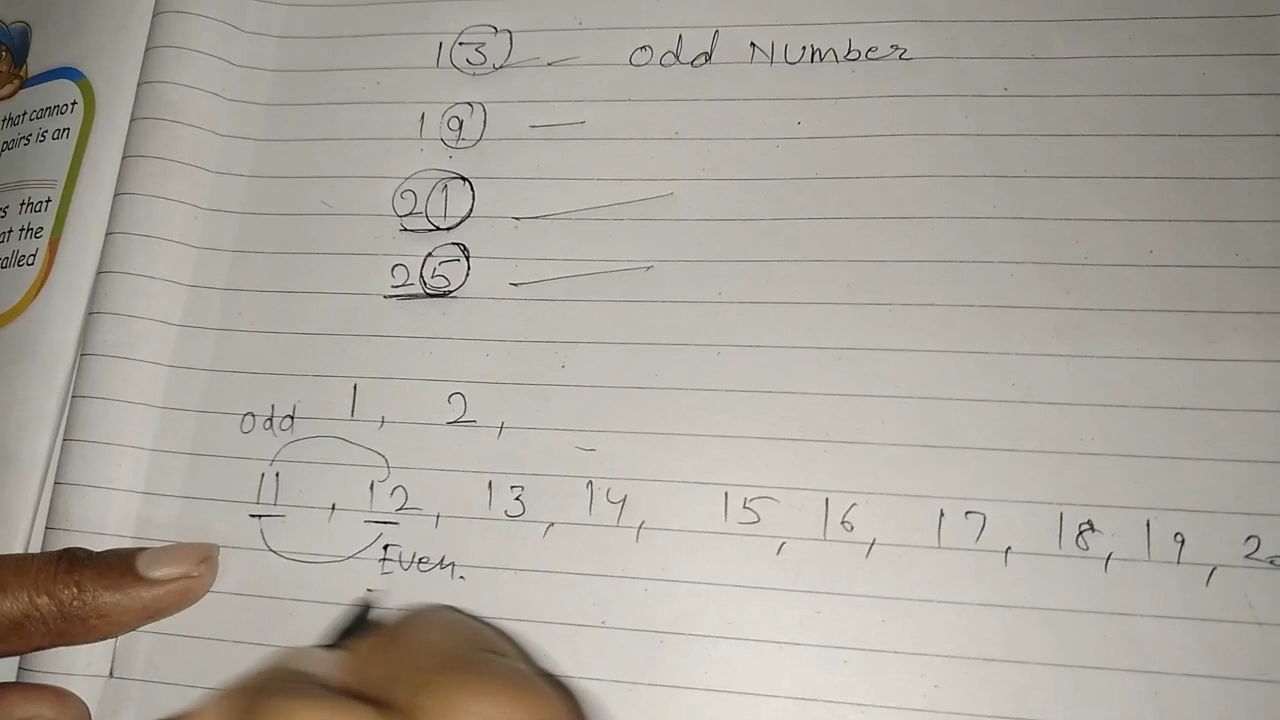 that cannot
pairs is an
s that
at the
alled
13 - Odd Number
19 -
21
25
Odd 1, 2,
11, 12, 13, 14, 15, 16, 17, 18, 19, 20
Even.